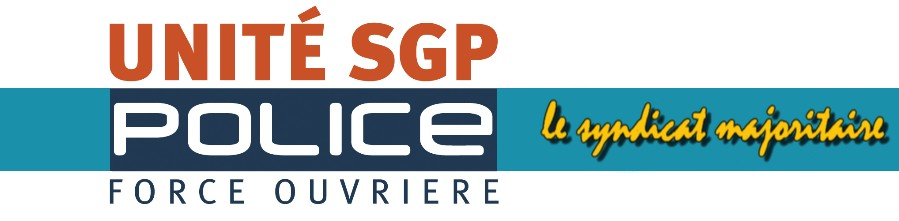 UNITÉ SGP
POLICE le syndicat majoritaire
FORCE OUVRIERE